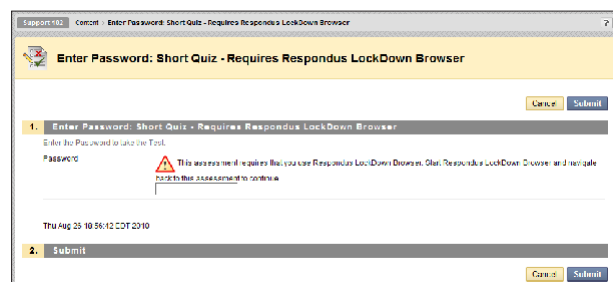 Support 102 Content > Enter Password: Short Quiz - Requires Respondus LockDown Browser
?
Enter Password: Short Quiz - Requires Respondus LockDown Browser
Cancel Submit
1. Enter Password: Short Quiz - Requires Respondus LockDown Browser
Enter the Password to take the Test.
Password
This assessment requires that you use Respondus LockDown Browser. Start Respondus LockDown Browser and navigate
back to this assessment to continue
Thu Aug 26 10:56:42 EDT 2010
2. Submit
Cancel Submit